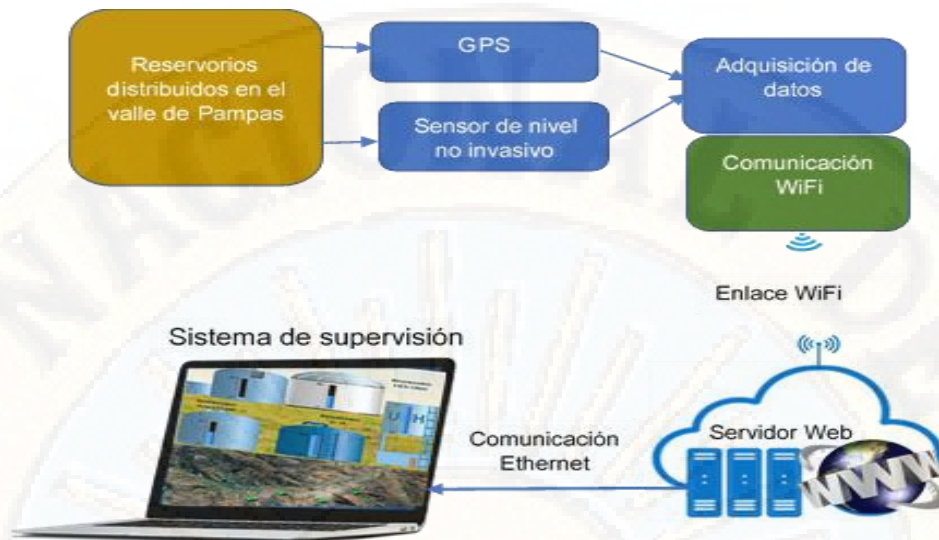 Reservorios
distribuidos en el
valle de Pampas
GPS
Sensor de nivel
no invasivo
Adquisición de
datos
Comunicación
WiFi
Enlace WiFi
Sistema de supervisión
Comunicación
Ethernet
Servidor Web
WWW
U H